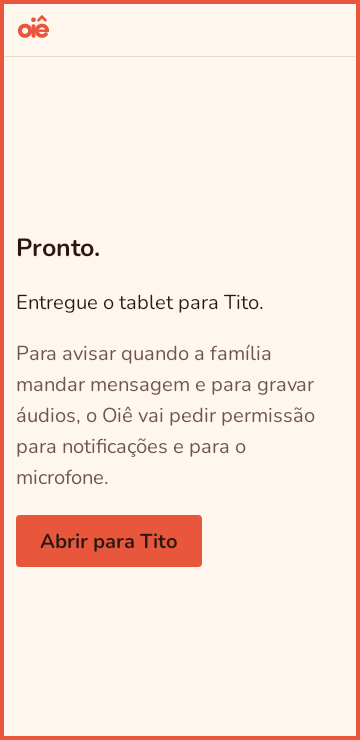 oiê
Pronto.
Entregue o tablet para Tito.
Para avisar quando a família
mandar mensagem e para gravar
áudios, o Oiê vai pedir permissão
para notificações e para o
microfone.
Abrir para Tito